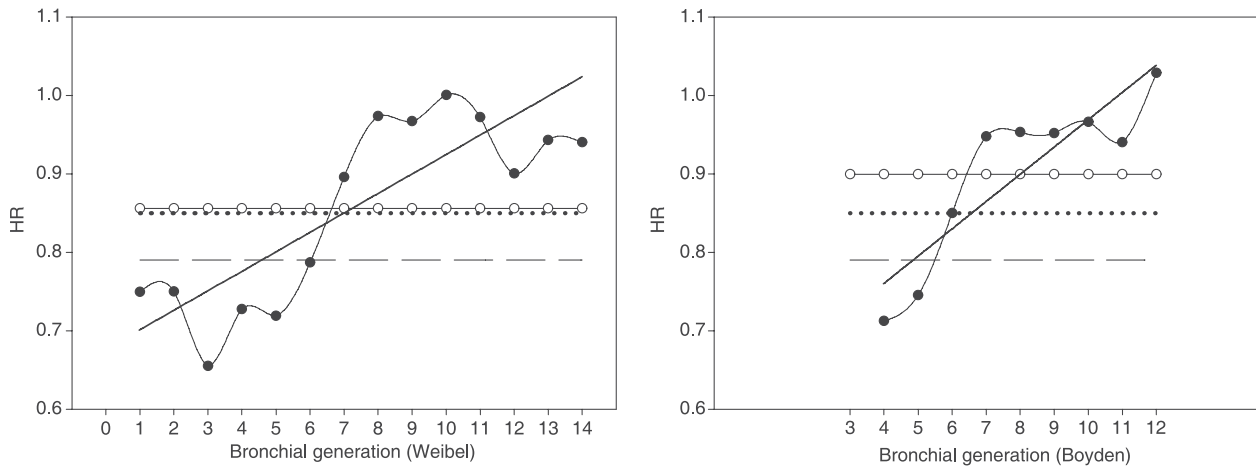 1.1
1.0
0.9
0.8
0.7
0.6
HR
0 1 2 3 4 5 6 7 8 9 10 11 12 13 14
Bronchial generation (Weibel)
1.1
1.0
0.9
0.8
0.7
0.6
HR
3 4 5 6 7 8 9 10 11 12
Bronchial generation (Boyden)